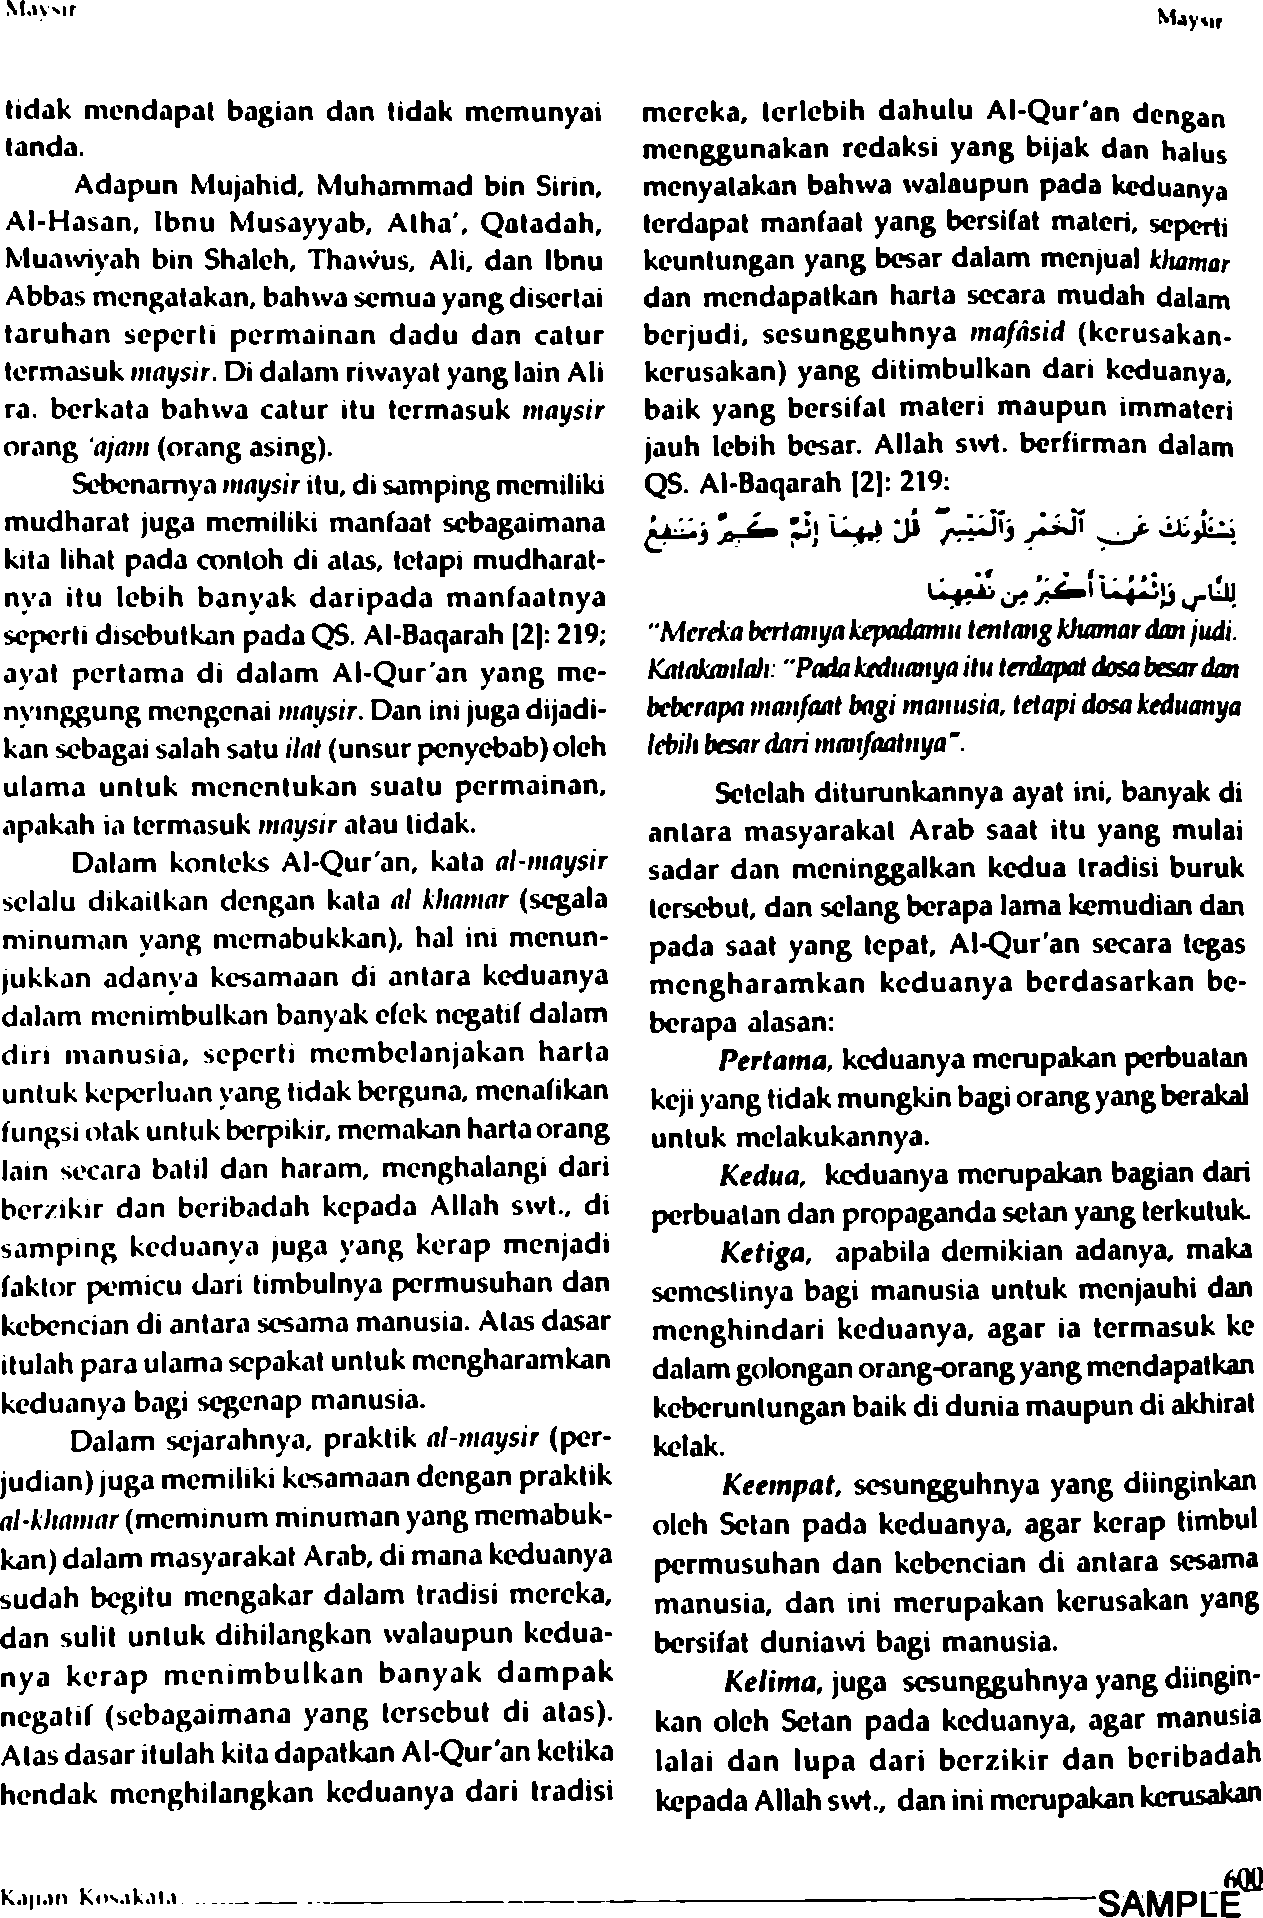 Maysir
Maysir
tidak mendapat bagian dan tidak memunyai
tanda.
Adapun Mujahid, Muhammad bin Sirin,
Al-Hasan, Ibnu Musayyab, Atha', Qatadah,
Muawiyah bin Shaleh, Thawus, Ali, dan Ibnu
Abbas mengatakan, bahwa semua yang disertai
taruhan seperti permainan dadu dan catur
termasuk maysir. Di dalam riwayat yang lain Ali
ra. berkata bahwa catur itu termasuk maysir
orang 'ajam (orang asing).
Sebenarnya maysir itu, di samping memiliki
mudharat juga memiliki manfaat sebagaimana
kita lihat pada contoh di atas, tetapi mudharat-
nya itu lebih banyak daripada manfaatnya
seperti disebutkan pada QS. Al-Baqarah [2]: 219;
ayat pertama di dalam Al-Qur'an yang me-
nyinggung mengenai maysir. Dan ini juga dijadi-
kan sebagai salah satu ilat (unsur penyebab) oleh
ulama untuk menentukan suatu permainan,
apakah ia termasuk maysir atau tidak.
Dalam konteks Al-Qur'an, kata al-maysir
selalu dikaitkan dengan kata al khamar (segala
minuman yang memabukkan), hal ini menun-
jukkan adanya kesamaan di antara keduanya
dalam menimbulkan banyak efek negatif dalam
diri manusia, seperti membelanjakan harta
untuk keperluan yang tidak berguna, menafikan
fungsi otak untuk berpikir, memakan harta orang
lain secara batil dan haram, menghalangi dari
berzikir dan beribadah kepada Allah swt., di
samping keduanya juga yang kerap menjadi
faktor pemicu dari timbulnya permusuhan dan
kebencian di antara sesama manusia. Atas dasar
itulah para ulama sepakat untuk mengharamkan
keduanya bagi segenap manusia.
Dalam sejarahnya, praktik al-maysir (per-
judian) juga memiliki kesamaan dengan praktik
al-khamar (meminum minuman yang memabuk-
kan) dalam masyarakat Arab, di mana keduanya
sudah begitu mengakar dalam tradisi mereka,
dan sulit untuk dihilangkan walaupun kedua-
nya kerap menimbulkan banyak dampak
negatif (sebagaimana yang tersebut di atas).
Atas dasar itulah kita dapatkan Al-Qur'an ketika
hendak menghilangkan keduanya dari tradisi
mereka, terlebih dahulu Al-Qur'an dengan
menggunakan redaksi yang bijak dan halus
menyatakan bahwa walaupun pada keduanya
terdapat manfaat yang bersifat materi, seperti
keuntungan yang besar dalam menjual khamar
dan mendapatkan harta secara mudah dalam
berjudi, sesungguhnya mafâsid (kerusakan-
kerusakan) yang ditimbulkan dari keduanya,
baik yang bersifat materi maupun immateri
jauh lebih besar. Allah swt. berfirman dalam
QS. Al-Baqarah [2]: 219:
يَسْـَٔلُونَكَ عَنِ ٱلْخَمْرِ وَٱلْمَيْسِرِ ۖ قُلْ فِيهِمَآ إِثْمٌ كَبِيرٌ وَمَنَـٰفِعُ
لِلنَّاسِ وَإِثْمُهُمَآ أَكْبَرُ مِن نَّفْعِهِمَا
"Mereka bertanya kepadamu tentang khamar dan judi.
Katakanlah: "Pada keduanya itu terdapat dosa besar dan
beberapa manfaat bagi manusia, tetapi dosa keduanya
lebih besar dari manfaatnya".
Setelah diturunkannya ayat ini, banyak di
antara masyarakat Arab saat itu yang mulai
sadar dan meninggalkan kedua tradisi buruk
tersebut, dan selang berapa lama kemudian dan
pada saat yang tepat, Al-Qur'an secara tegas
mengharamkan keduanya berdasarkan be-
berapa alasan:
Pertama, keduanya merupakan perbuatan
keji yang tidak mungkin bagi orang yang berakal
untuk melakukannya.
Kedua, keduanya merupakan bagian dari
perbuatan dan propaganda setan yang terkutuk.
Ketiga, apabila demikian adanya, maka
semestinya bagi manusia untuk menjauhi dan
menghindari keduanya, agar ia termasuk ke
dalam golongan orang-orang yang mendapatkan
keberuntungan baik di dunia maupun di akhirat
kelak.
Keempat, sesungguhnya yang diinginkan
oleh Setan pada keduanya, agar kerap timbul
permusuhan dan kebencian di antara sesama
manusia, dan ini merupakan kerusakan yang
bersifat duniawi bagi manusia.
Kelima, juga sesungguhnya yang diingin-
kan oleh Setan pada keduanya, agar manusia
lalai dan lupa dari berzikir dan beribadah
kepada Allah swt., dan ini merupakan kerusakan
Kajian Kosakata
600
SAMPLE